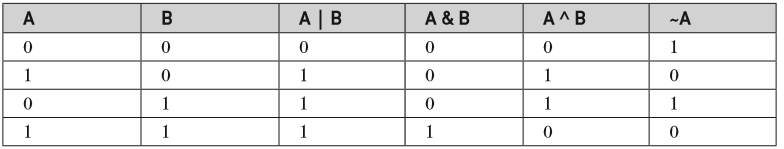 A B A | B A & B A ^ B ~A
0 0 0 0 0 1
1 0 1 0 1 0
0 1 1 0 1 1
1 1 1 1 0 0